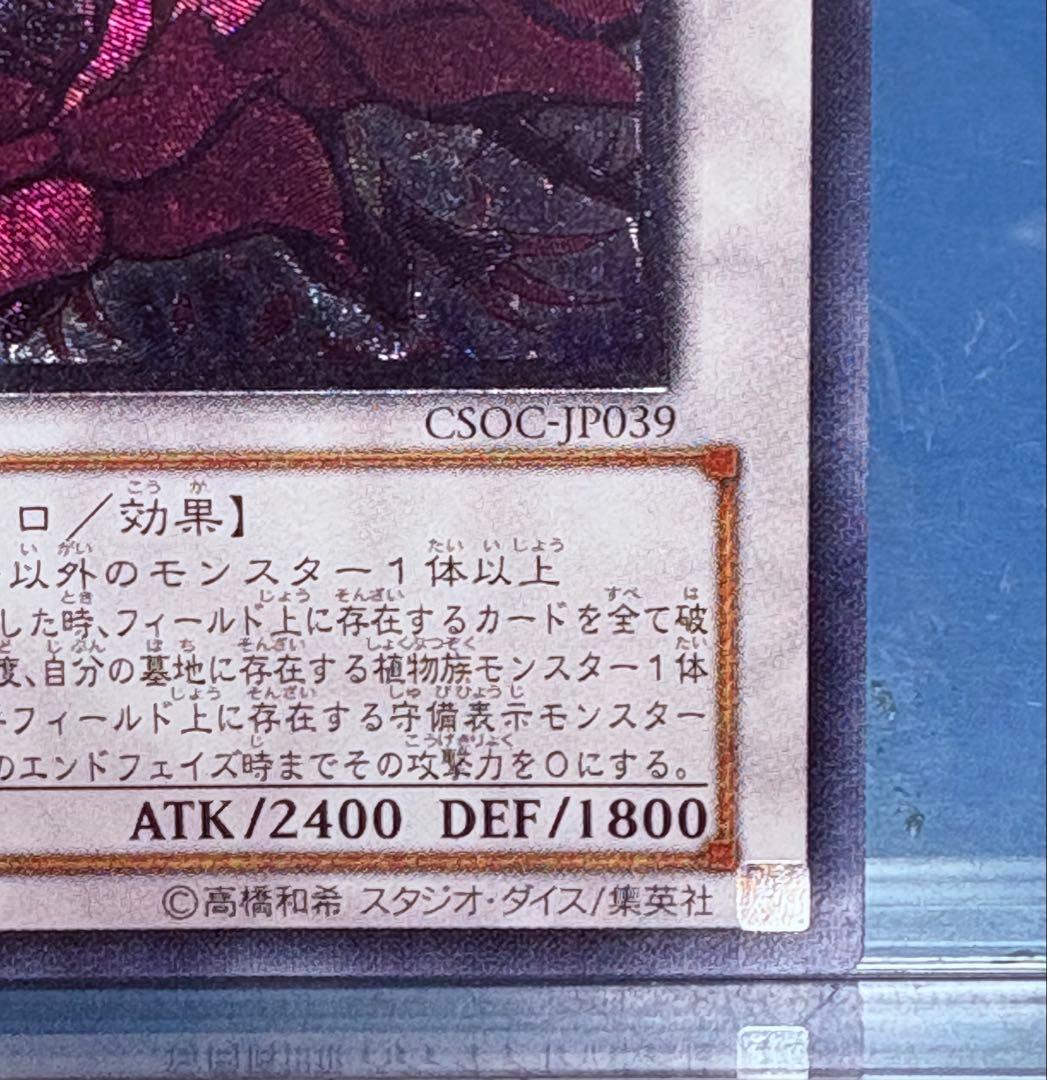 CSOC-JP039
ロ／効果】
以外のモンスター1体以上
した時、フィールド上に存在するカードを全て破
度、自分の墓地に存在する植物族モンスター1体
フィールド上に存在する守備表示モンスター
のエンドフェイズ時までその攻撃力を0にする。
ATK/2400 DEF/1800
©高橋和希 スタジオ・ダイス/集英社